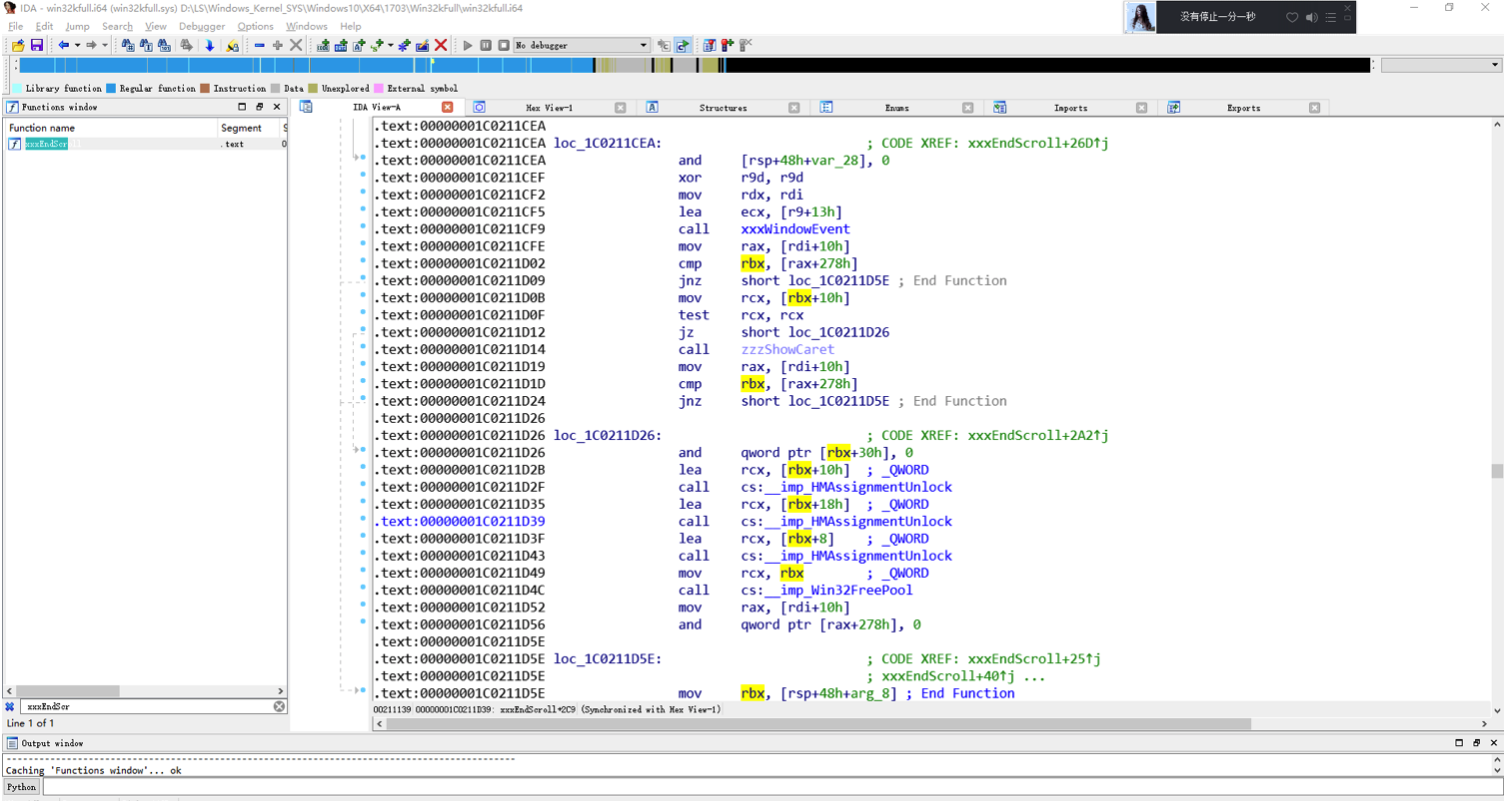 IDA - win32kfull.i64 (win32kfull.sys) D:\LS\Windows_Kernel_SYS\Windows10\X64\1703\Win32kFull\win32kfull.i64
没有停止一分一秒
File Edit Jump Search View Debugger Options Windows Help
No debugger
Library function Regular function Instruction Data Unexplored External symbol
Functions window
IDA View-A Hex View-1 Structures Enums Imports Exports
Function name Segment S
xxxEndScr .text 0
.text:00000001C0211CEA
.text:00000001C0211CEA loc_1C0211CEA: ; CODE XREF: xxxEndScroll+26D↑j
.text:00000001C0211CEA and [rsp+48h+var_28], 0
.text:00000001C0211CEF xor r9d, r9d
.text:00000001C0211CF2 mov rdx, rdi
.text:00000001C0211CF5 lea ecx, [r9+13h]
.text:00000001C0211CF9 call xxxWindowEvent
.text:00000001C0211CFE mov rax, [rdi+10h]
.text:00000001C0211D02 cmp rbx, [rax+278h]
.text:00000001C0211D09 jnz short loc_1C0211D5E ; End Function
.text:00000001C0211D0B mov rcx, [rbx+10h]
.text:00000001C0211D0F test rcx, rcx
.text:00000001C0211D12 jz short loc_1C0211D26
.text:00000001C0211D14 call zzzShowCaret
.text:00000001C0211D19 mov rax, [rdi+10h]
.text:00000001C0211D1D cmp rbx, [rax+278h]
.text:00000001C0211D24 jnz short loc_1C0211D5E ; End Function
.text:00000001C0211D26
.text:00000001C0211D26 loc_1C0211D26: ; CODE XREF: xxxEndScroll+2A2↑j
.text:00000001C0211D26 and qword ptr [rbx+30h], 0
.text:00000001C0211D2B lea rcx, [rbx+10h] ; _QWORD
.text:00000001C0211D2F call cs:__imp_HMAssignmentUnlock
.text:00000001C0211D35 lea rcx, [rbx+18h] ; _QWORD
.text:00000001C0211D39 call cs:__imp_HMAssignmentUnlock
.text:00000001C0211D3F lea rcx, [rbx+8] ; _QWORD
.text:00000001C0211D43 call cs:__imp_HMAssignmentUnlock
.text:00000001C0211D49 mov rcx, rbx ; _QWORD
.text:00000001C0211D4C call cs:__imp_Win32FreePool
.text:00000001C0211D52 mov rax, [rdi+10h]
.text:00000001C0211D56 and qword ptr [rax+278h], 0
.text:00000001C0211D5E
.text:00000001C0211D5E loc_1C0211D5E: ; CODE XREF: xxxEndScroll+25↑j
.text:00000001C0211D5E ; xxxEndScroll+40↑j ...
.text:00000001C0211D5E mov rbx, [rsp+48h+arg_8] ; End Function
xxxEndScr
00211139 00000001C0211D39: xxxEndScroll+2C9 (Synchronized with Hex View-1)
Line 1 of 1
Output window
Caching 'Functions window'... ok
Python